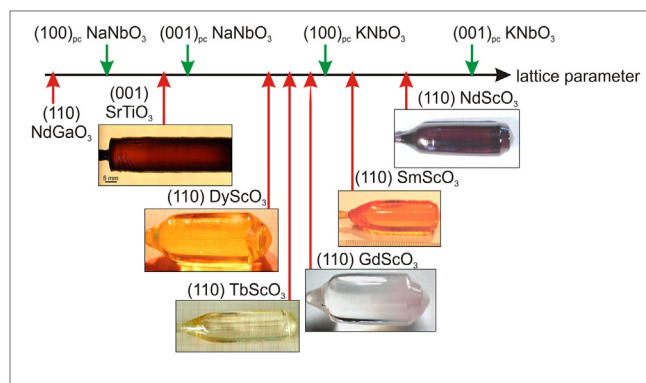 (100)pc NaNbO3
(001)pc NaNbO3
(100)pc KNbO3
(001)pc KNbO3
lattice parameter
(110)
NdGaO3
(001)
SrTiO3
5 mm
(110) NdScO3
(110) DyScO3
(110) SmScO3
(110) TbScO3
(110) GdScO3